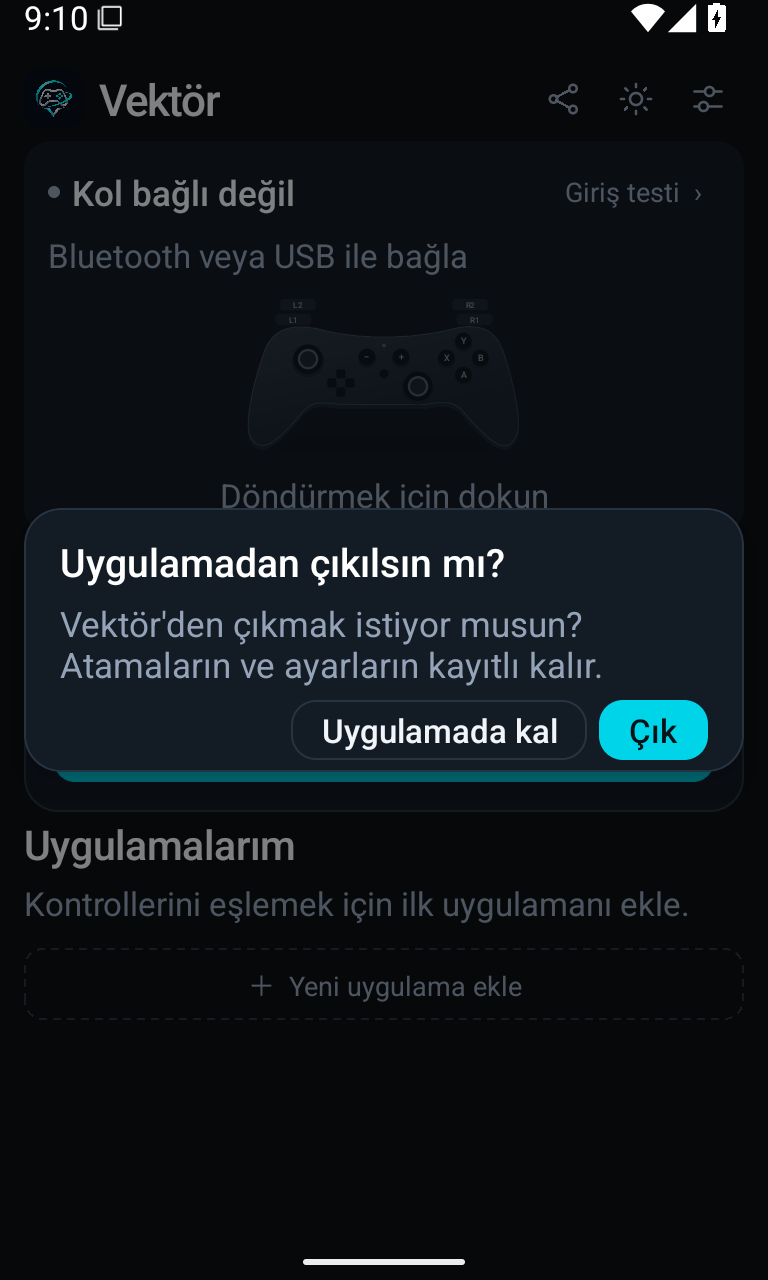 9:10
Vektör
Kol bağlı değil
Giriş testi ›
Bluetooth veya USB ile bağla
L2
R2
L1
R1
Y
X
B
A
Döndürmek için dokun
Uygulamadan çıkılsın mı?
Vektör'den çıkmak istiyor musun?
Atamaların ve ayarların kayıtlı kalır.
Uygulamada kal
Çık
Uygulamalarım
Kontrollerini eşlemek için ilk uygulamanı ekle.
+ Yeni uygulama ekle